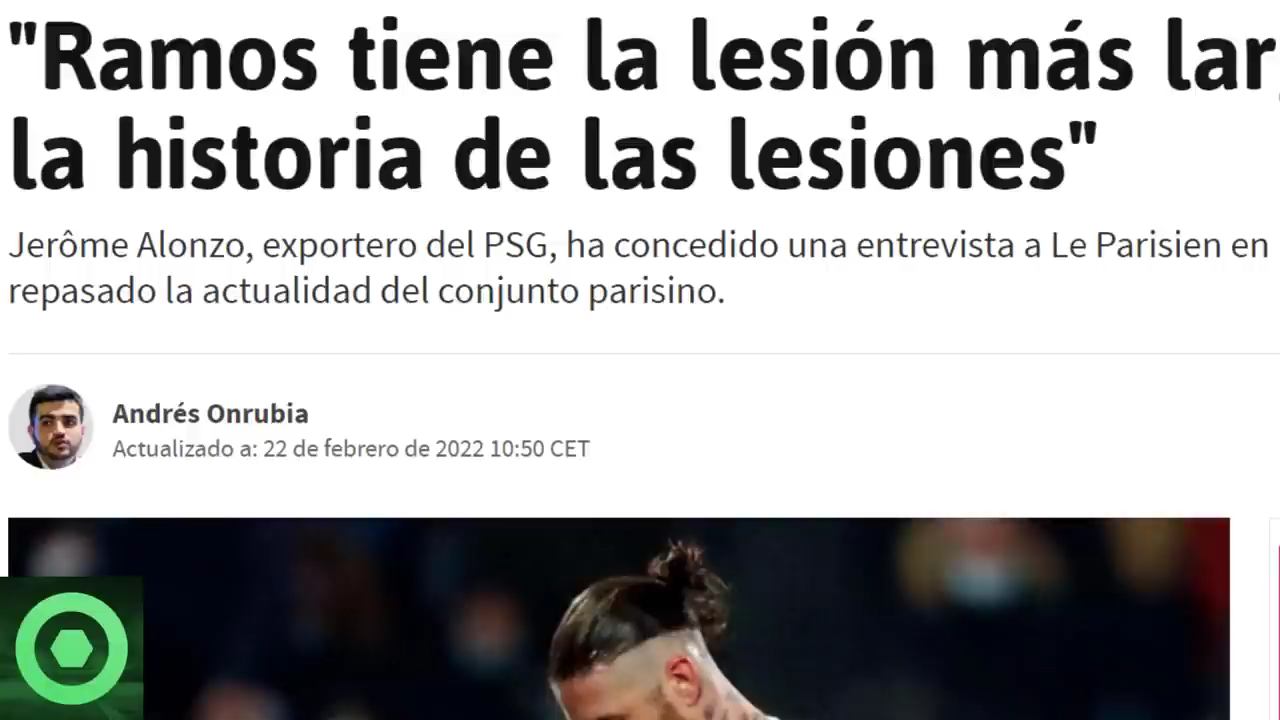 "Ramos tiene la lesión más
la historia de las lesiones"
Jerôme Alonzo, exportero del PSG, ha concedido una entrevista a Le Parisien en
repasado la actualidad del conjunto parisino.
Andrés Onrubia
Actualizado a: 22 de febrero de 2022 10:50 CET